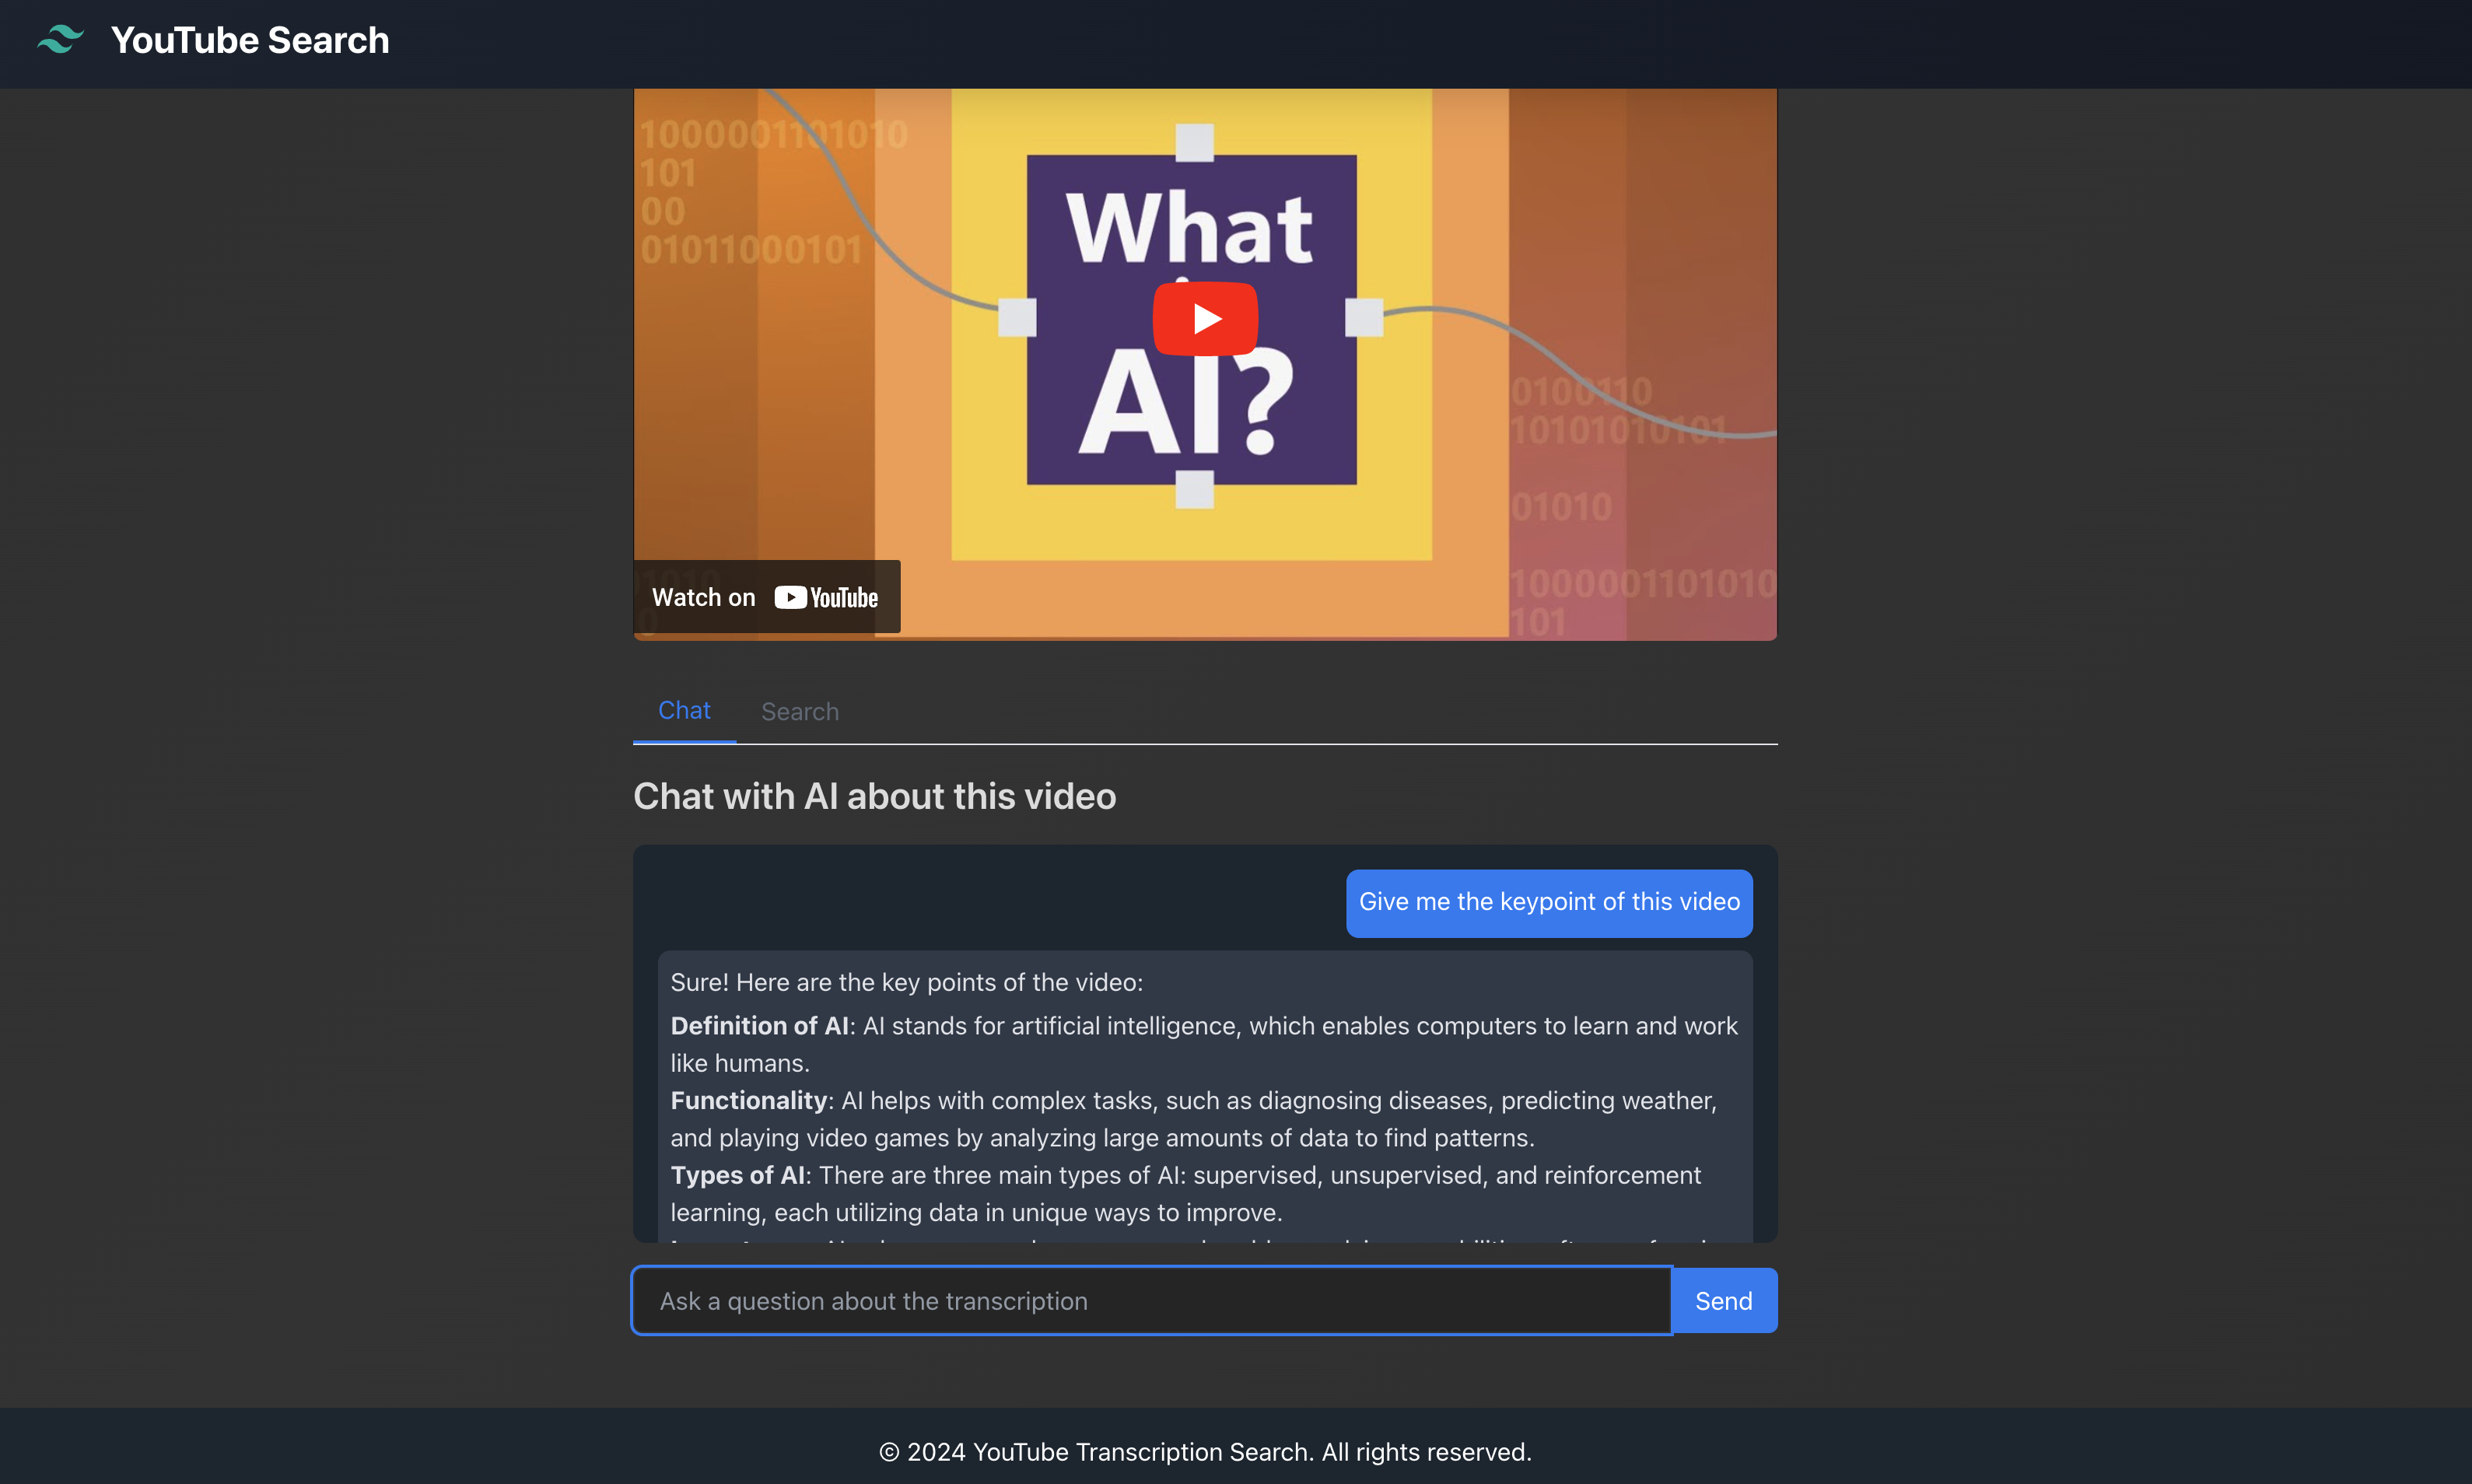 YouTube Search
1000001101010
101
00
01011000101
What
AI?
0100110
10101010101
01010
1000001101010
101
Watch on YouTube
Chat Search
Chat with AI about this video
Give me the keypoint of this video
Sure! Here are the key points of the video:
Definition of AI: AI stands for artificial intelligence, which enables computers to learn and work
like humans.
Functionality: AI helps with complex tasks, such as diagnosing diseases, predicting weather,
and playing video games by analyzing large amounts of data to find patterns.
Types of AI: There are three main types of AI: supervised, unsupervised, and reinforcement
learning, each utilizing data in unique ways to improve.
Ask a question about the transcription
Send
© 2024 YouTube Transcription Search. All rights reserved.